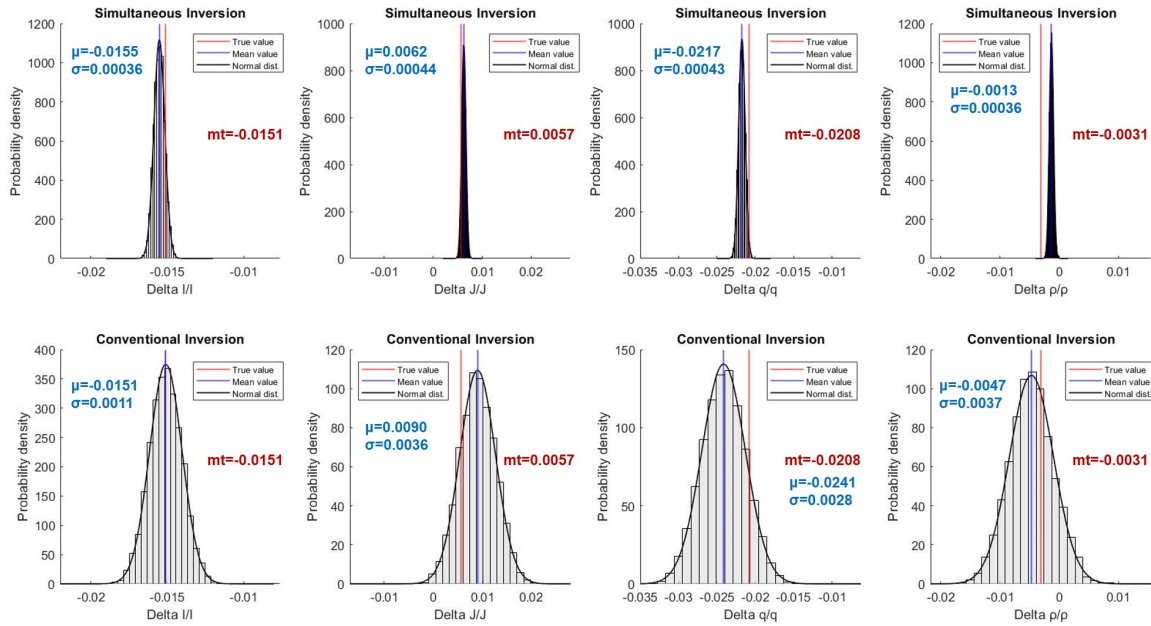 Simultaneous Inversion
1200
1000
800
600
400
200
0
Probability density
μ=-0.0155
σ=0.00036
True value
Mean value
Normal dist.
mt=-0.0151
-0.02
-0.015
-0.01
Delta I/I
Simultaneous Inversion
1000
800
600
400
200
0
Probability density
μ=0.0062
σ=0.00044
True value
Mean value
Normal dist.
mt=0.0057
-0.01
0
0.01
0.02
Delta J/J
Simultaneous Inversion
1000
800
600
400
200
0
Probability density
μ=-0.0217
σ=0.00043
True value
Mean value
Normal dist.
mt=-0.0208
-0.035
-0.03
-0.025
-0.02
-0.015
-0.01
Delta q/q
Simultaneous Inversion
1200
1000
800
600
400
200
0
Probability density
True value
Mean value
Normal dist.
μ=-0.0013
σ=0.00036
mt=-0.0031
-0.02
-0.01
0
0.01
Delta ρ/ρ
Conventional Inversion
400
350
300
250
200
150
100
50
0
Probability density
μ=-0.0151
σ=0.0011
True value
Mean value
Normal dist.
mt=-0.0151
-0.02
-0.015
-0.01
Delta I/I
Conventional Inversion
120
100
80
60
40
20
0
Probability density
True value
Mean value
Normal dist.
μ=0.0090
σ=0.0036
mt=0.0057
-0.01
0
0.01
0.02
Delta J/J
Conventional Inversion
150
100
50
0
Probability density
True value
Mean value
Normal dist.
mt=-0.0208
μ=-0.0241
σ=0.0028
-0.035
-0.03
-0.025
-0.02
-0.015
-0.01
Delta q/q
Conventional Inversion
120
100
80
60
40
20
0
Probability density
μ=-0.0047
σ=0.0037
True value
Mean value
Normal dist.
mt=-0.0031
-0.02
-0.01
0
0.01
Delta ρ/ρ